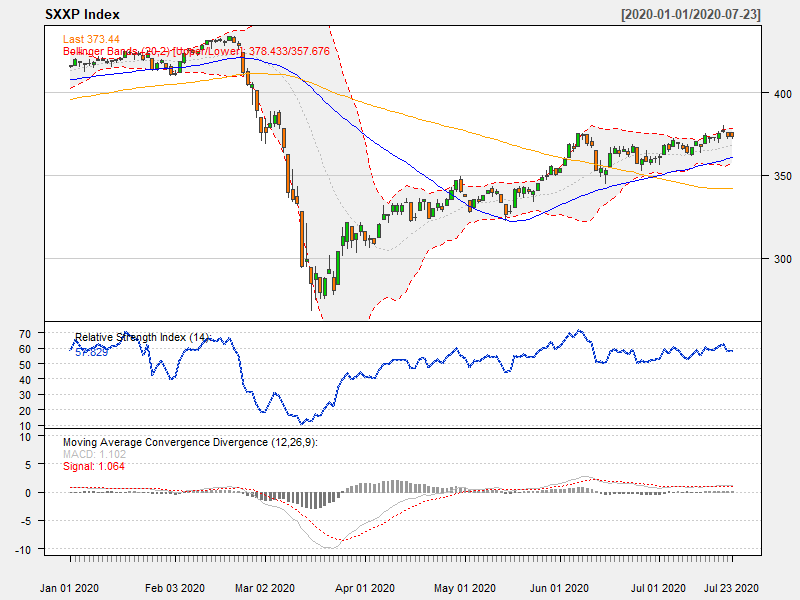 SXXP Index [2020-01-01/2020-07-23]
Last 373.44
Bollinger Bands (20,2) [Upper/Lower]: 378.433/357.676
400
350
300
Relative Strength Index (14):
57.829
70
60
50
40
30
20
10
Moving Average Convergence Divergence (12,26,9):
MACD: 1.102
Signal: 1.064
10
5
0
-5
-10
Jan 01 2020 Feb 03 2020 Mar 02 2020 Apr 01 2020 May 01 2020 Jun 01 2020 Jul 01 2020 Jul 23 2020